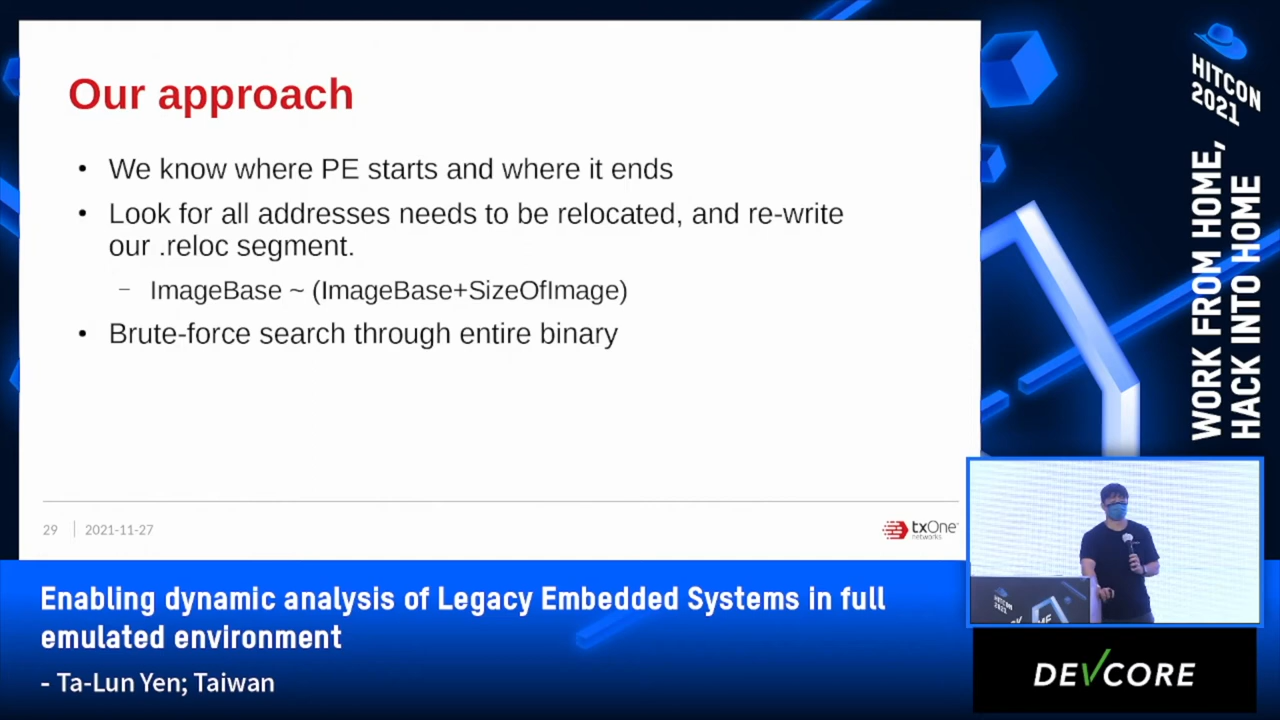 Our approach
• We know where PE starts and where it ends
• Look for all addresses needs to be relocated, and re-write
our .reloc segment.
– ImageBase ~ (ImageBase+SizeOfImage)
• Brute-force search through entire binary
29
2021-11-27
txOne
networks
HITCON
2021
WORK FROM HOME,
HACK INTO HOME
HITCON
2021
Enabling dynamic analysis of Legacy Embedded Systems in full
emulated environment
- Ta-Lun Yen; Taiwan
DEVCORE